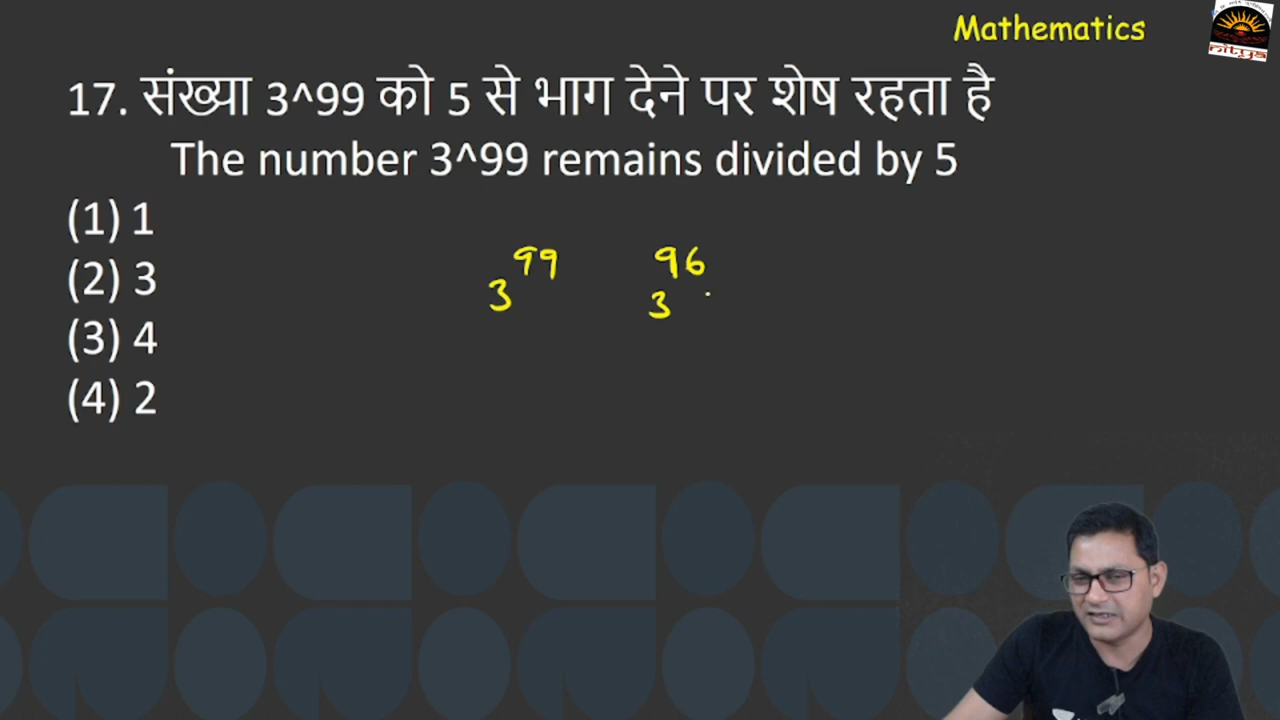 Mathematics
nitya
17. संख्या 3^99 को 5 से भाग देने पर शेष रहता है
The number 3^99 remains divided by 5
(1) 1
(2) 3
(3) 4
(4) 2
3^99 3^96